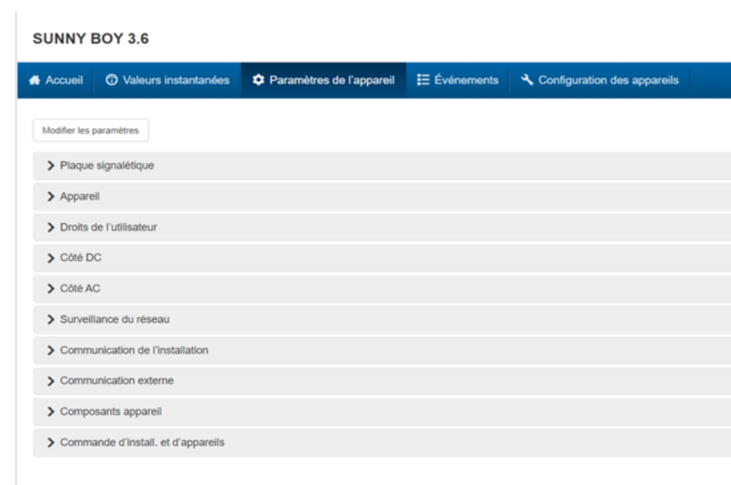 SUNNY BOY 3.6
Accueil Valeurs instantanées Paramètres de l'appareil Événements Configuration des appareils
Modifier les paramètres
Plaque signalétique
Appareil
Droits de l'utilisateur
Côté DC
Côté AC
Surveillance du réseau
Communication de l'installation
Communication externe
Composants appareil
Commande d'install. et d'appareils